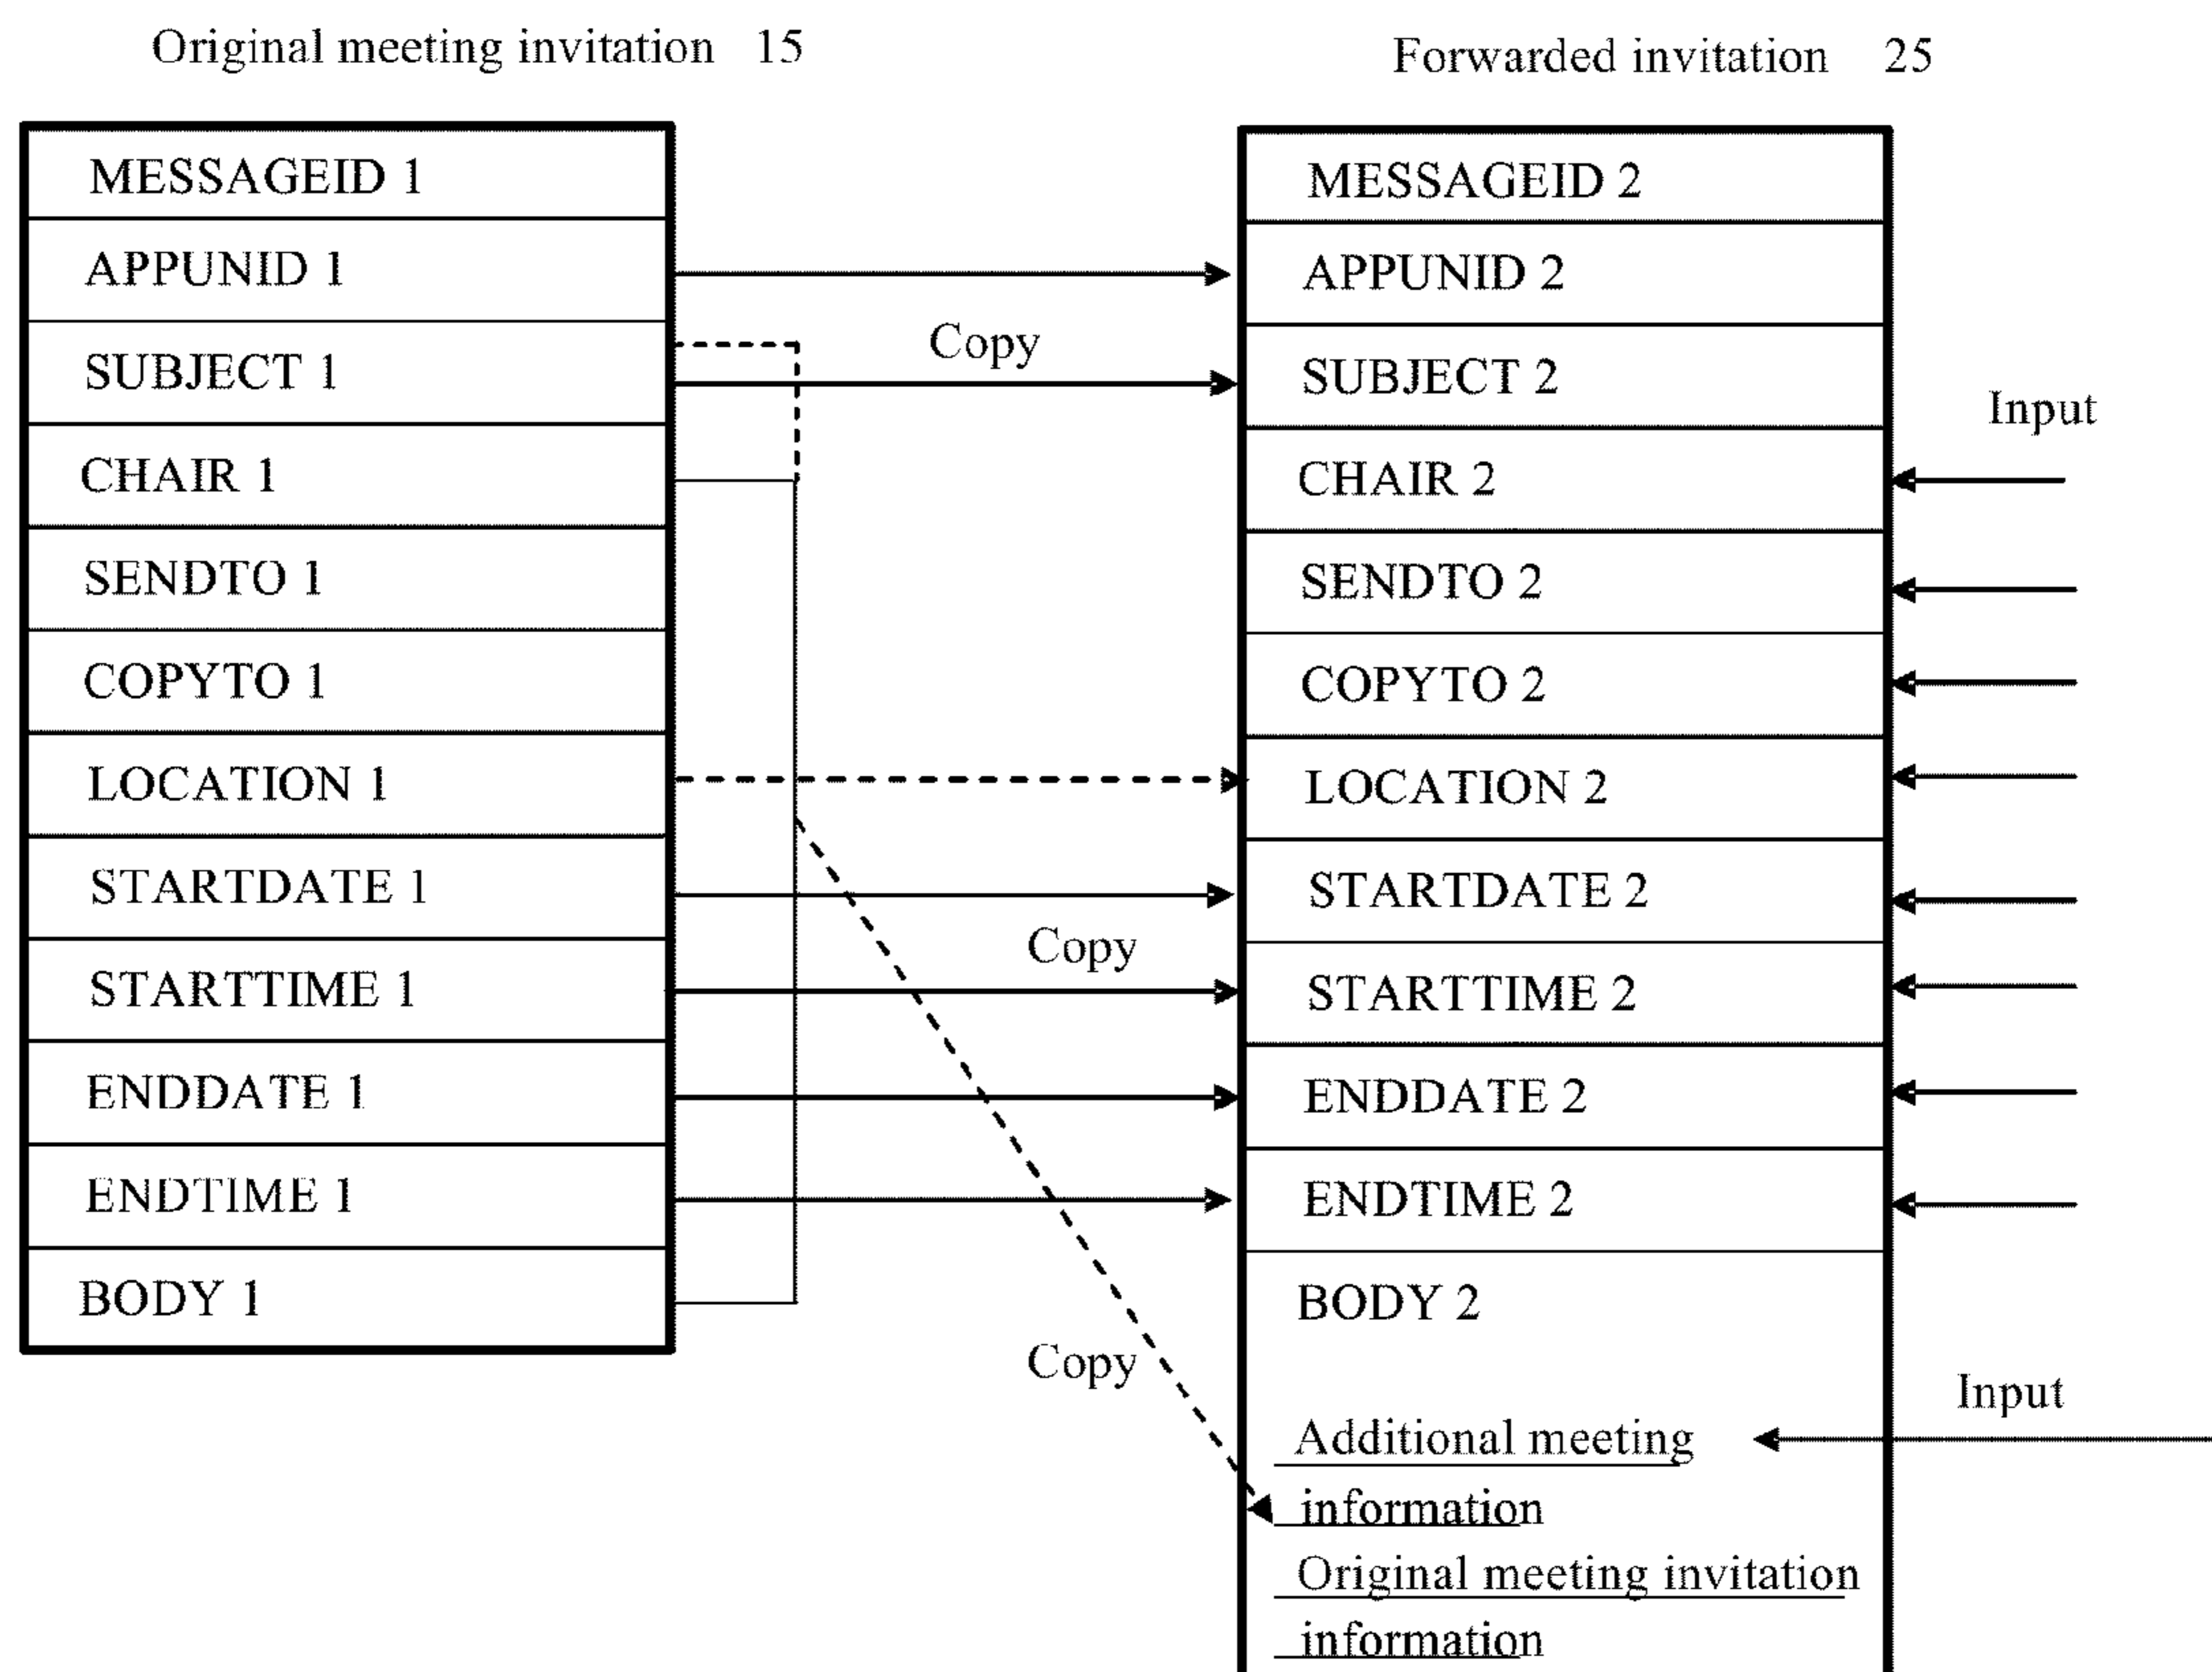 Original meeting invitation 15
MESSAGEID 1
APPUNID 1
SUBJECT 1
CHAIR 1
SENDTO 1
COPYTO 1
LOCATION 1
STARTDATE 1
STARTTIME 1
ENDDATE 1
ENDTIME 1
BODY 1
Copy
Copy
Copy
Forwarded invitation 25
MESSAGEID 2
APPUNID 2
SUBJECT 2
CHAIR 2
SENDTO 2
COPYTO 2
LOCATION 2
STARTDATE 2
STARTTIME 2
ENDDATE 2
ENDTIME 2
BODY 2
Additional meeting
information
Original meeting invitation
information
Input
Input